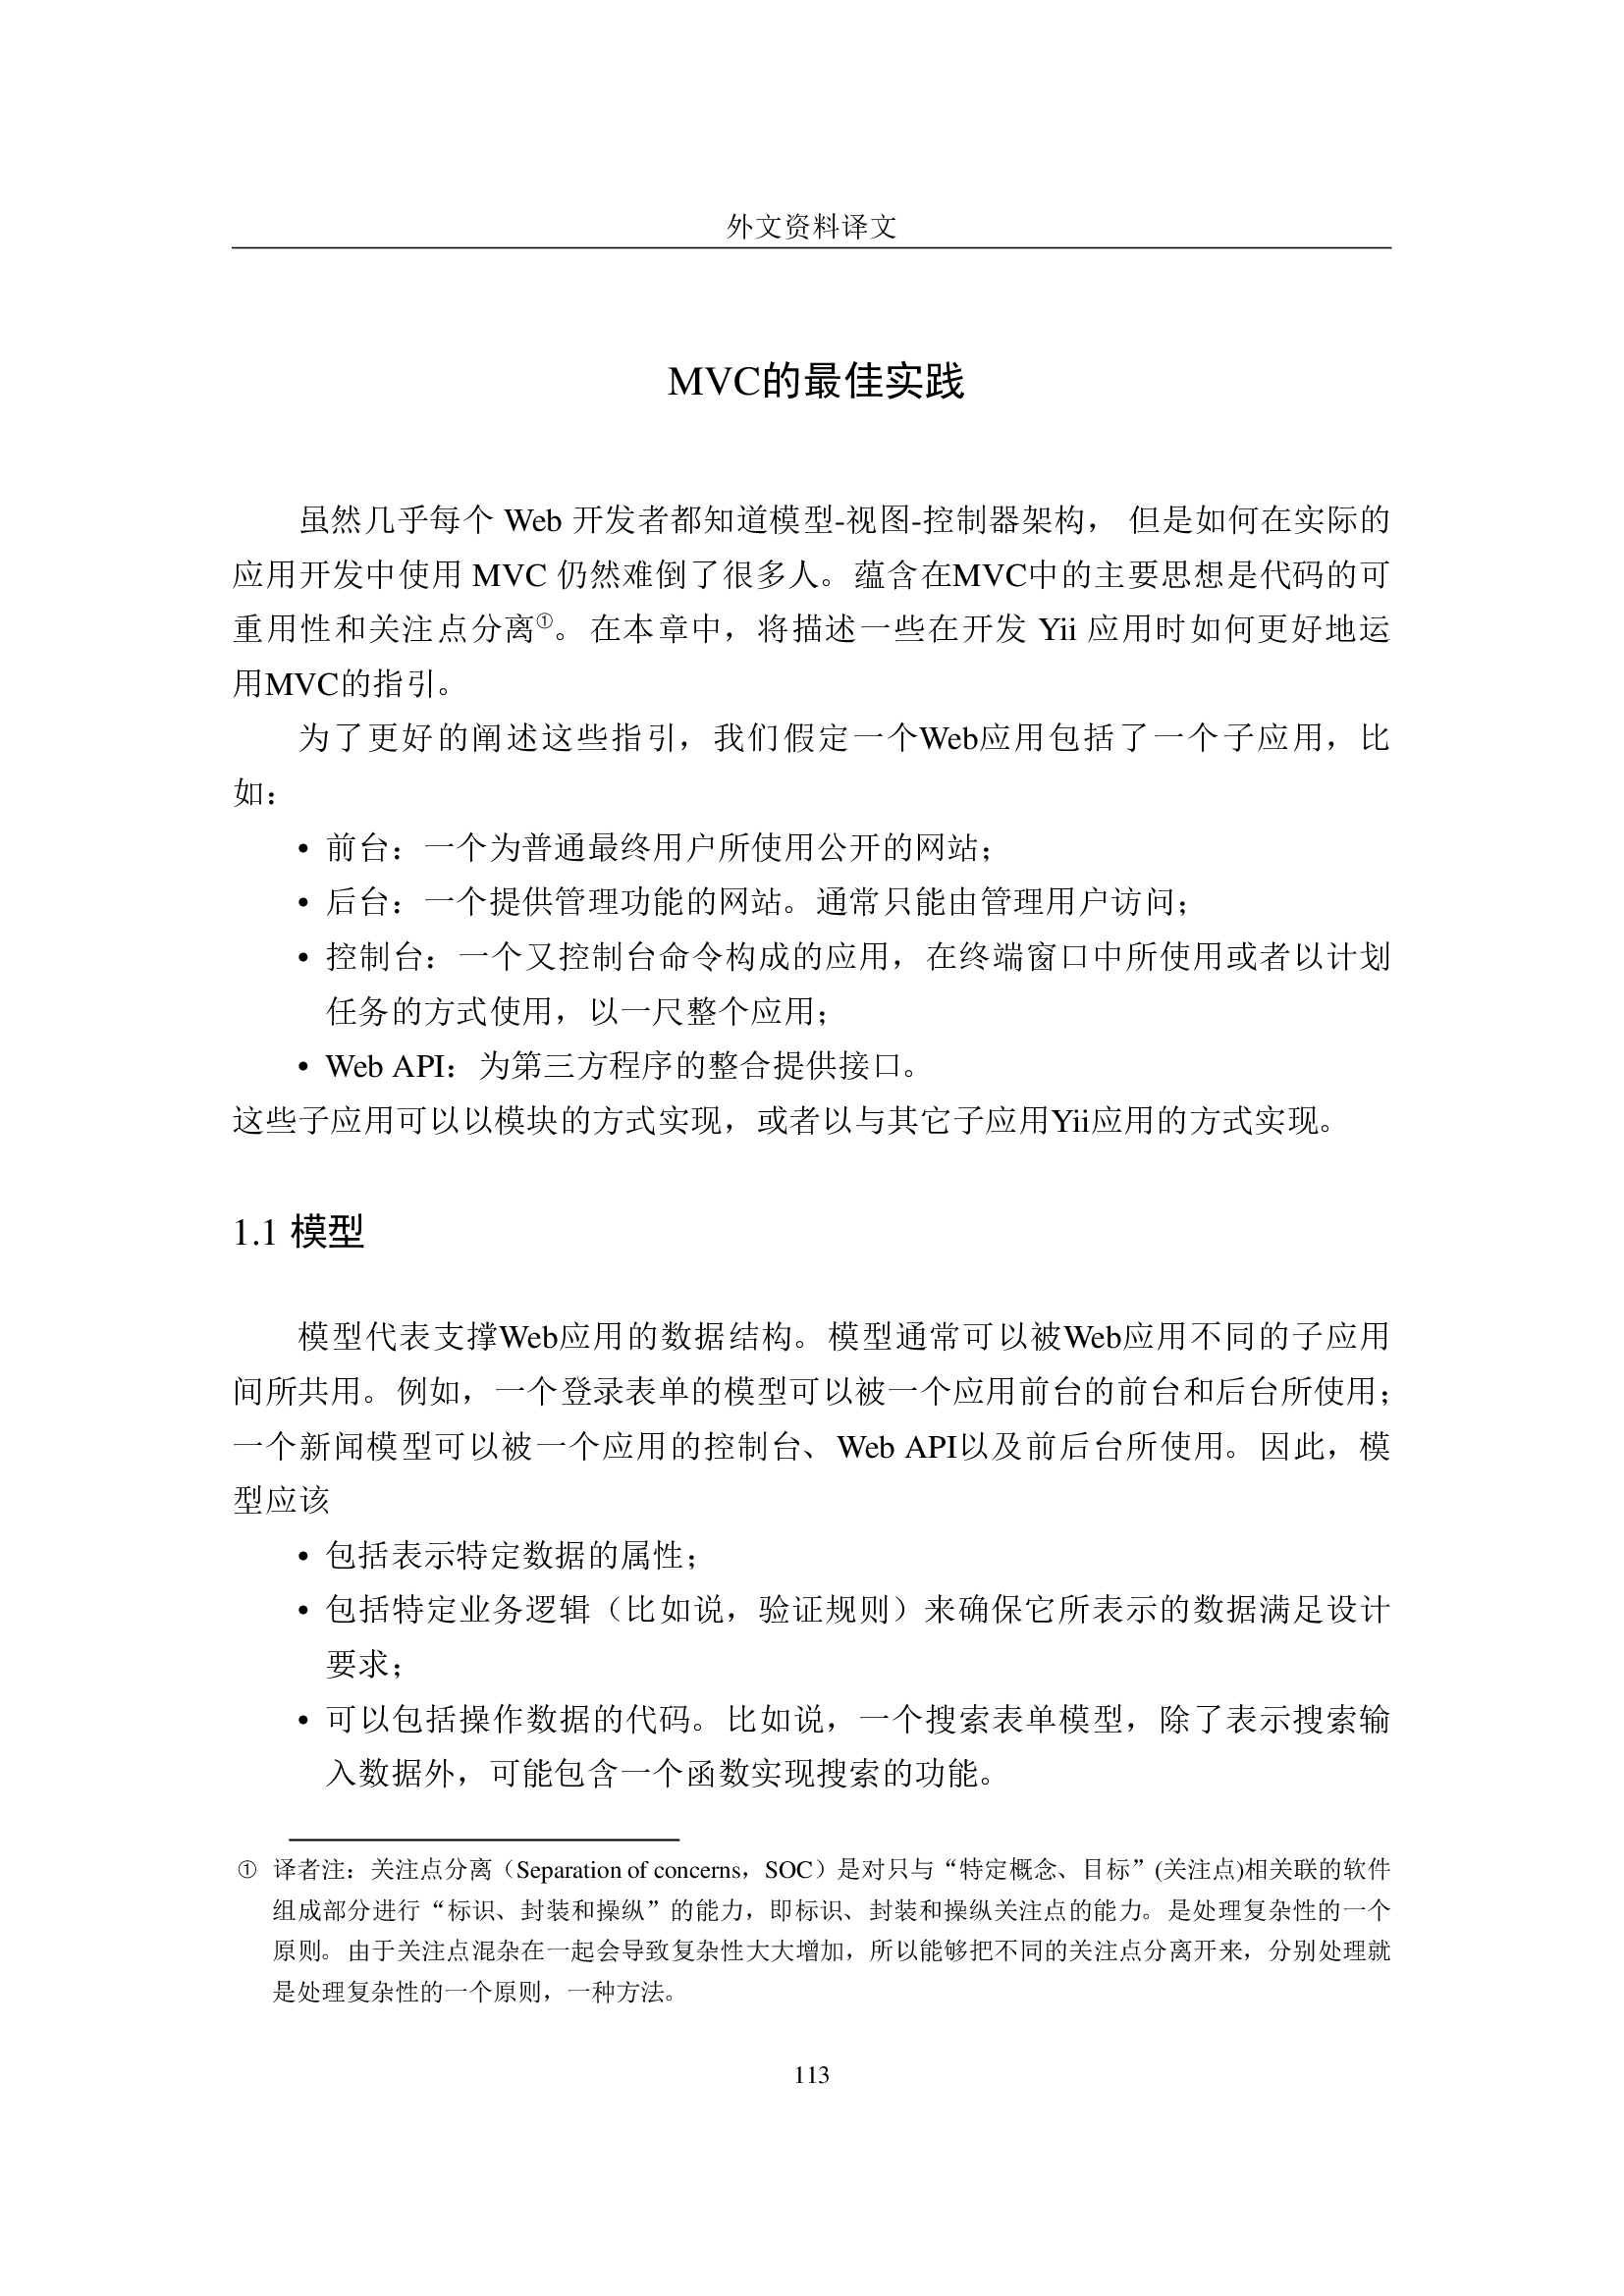 外文资料译文
MVC的最佳实践
虽然几乎每个 Web 开发者都知道模型-视图-控制器架构， 但是如何在实际的
应用开发中使用 MVC 仍然难倒了很多人。蕴含在MVC中的主要思想是代码的可
重用性和关注点分离①。在本章中，将描述一些在开发 Yii 应用时如何更好地运
用MVC的指引。
为了更好的阐述这些指引，我们假定一个Web应用包括了一个子应用，比
如：
• 前台：一个为普通最终用户所使用公开的网站；
• 后台：一个提供管理功能的网站。通常只能由管理用户访问；
• 控制台：一个又控制台命令构成的应用，在终端窗口中所使用或者以计划
任务的方式使用，以一尺整个应用；
• Web API：为第三方程序的整合提供接口。
这些子应用可以以模块的方式实现，或者以与其它子应用Yii应用的方式实现。
1.1 模型
模型代表支撑Web应用的数据结构。模型通常可以被Web应用不同的子应用
间所共用。例如，一个登录表单的模型可以被一个应用前台的前台和后台所使用；
一个新闻模型可以被一个应用的控制台、Web API以及前后台所使用。因此，模
型应该
• 包括表示特定数据的属性；
• 包括特定业务逻辑（比如说，验证规则）来确保它所表示的数据满足设计
要求；
• 可以包括操作数据的代码。比如说，一个搜索表单模型，除了表示搜索输
入数据外，可能包含一个函数实现搜索的功能。
① 译者注：关注点分离（Separation of concerns，SOC）是对只与“特定概念、目标”(关注点)相关联的软件
组成部分进行“标识、封装和操纵”的能力，即标识、封装和操纵关注点的能力。是处理复杂性的一个
原则。由于关注点混杂在一起会导致复杂性大大增加，所以能够把不同的关注点分离开来，分别处理就
是处理复杂性的一个原则，一种方法。
113